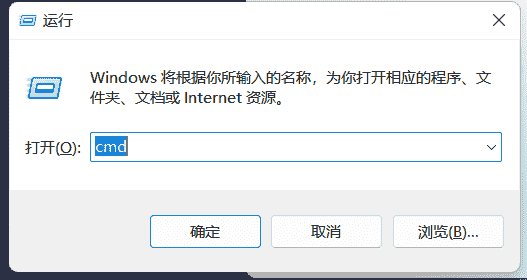 运行
Windows 将根据你所输入的名称，为你打开相应的程序、文
件夹、文档或 Internet 资源。
打开(O): cmd
确定 取消 浏览(B)...